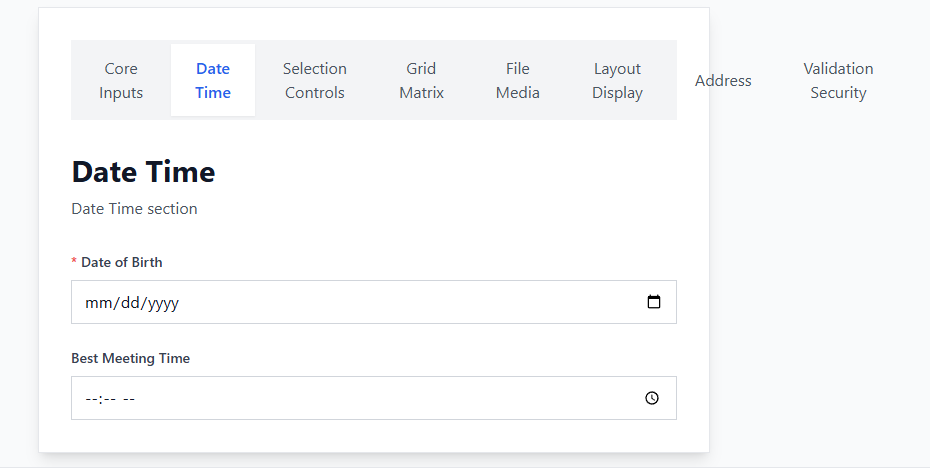 Core Inputs
Date Time
Selection Controls
Grid Matrix
File Media
Layout Display
Address
Validation Security
Date Time
Date Time section
* Date of Birth
mm/dd/yyyy
Best Meeting Time
--:-- --